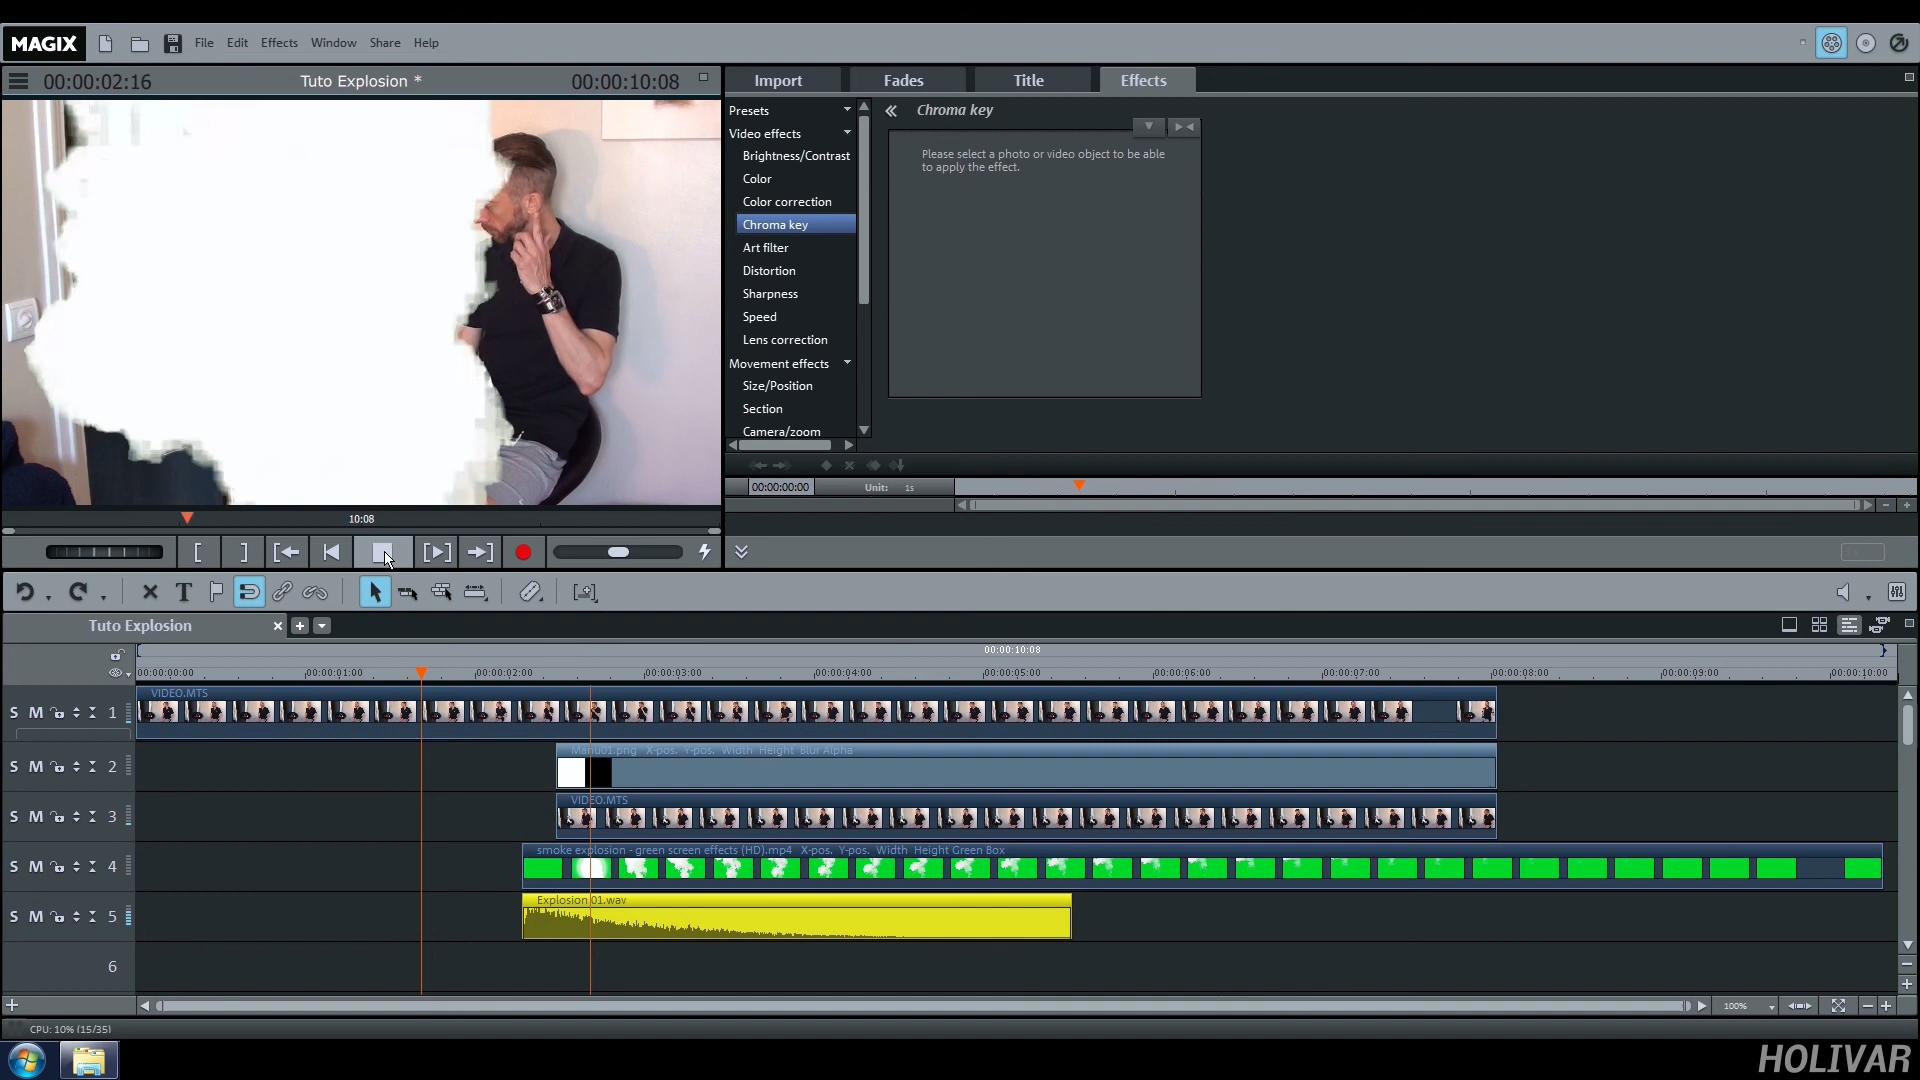 MAGIX File Edit Effects Window Share Help
00:00:02:16 Tuto Explosion * 00:00:10:08
Import Fades Title Effects
Presets
Video effects
Brightness/Contrast
Color
Color correction
Chroma key
Art filter
Distortion
Sharpness
Speed
Lens correction
Movement effects
Size/Position
Section
Camera/zoom
Chroma key
Please select a photo or video object to be able
to apply the effect.
00:00:00:00 Unit: 1s
10:08
Tuto Explosion
00:00:10:08
00:00:00:00 00:00:01:00 00:00:02:00 00:00:03:00 00:00:04:00 00:00:05:00 00:00:06:00 00:00:07:00 00:00:08:00 00:00:09:00 00:00:10:00
VIDEO.MTS
S M 1
Manu01.png X-pos. Y-pos. Width Height Blur Alpha
S M 2
VIDEO.MTS
S M 3
smoke explosion - green screen effects (HD).mp4 X-pos. Y-pos. Width Height Green Box
S M 4
Explosion 01.wav
S M 5
6
100%
CPU: 10% (15/35)
HOLIVAR